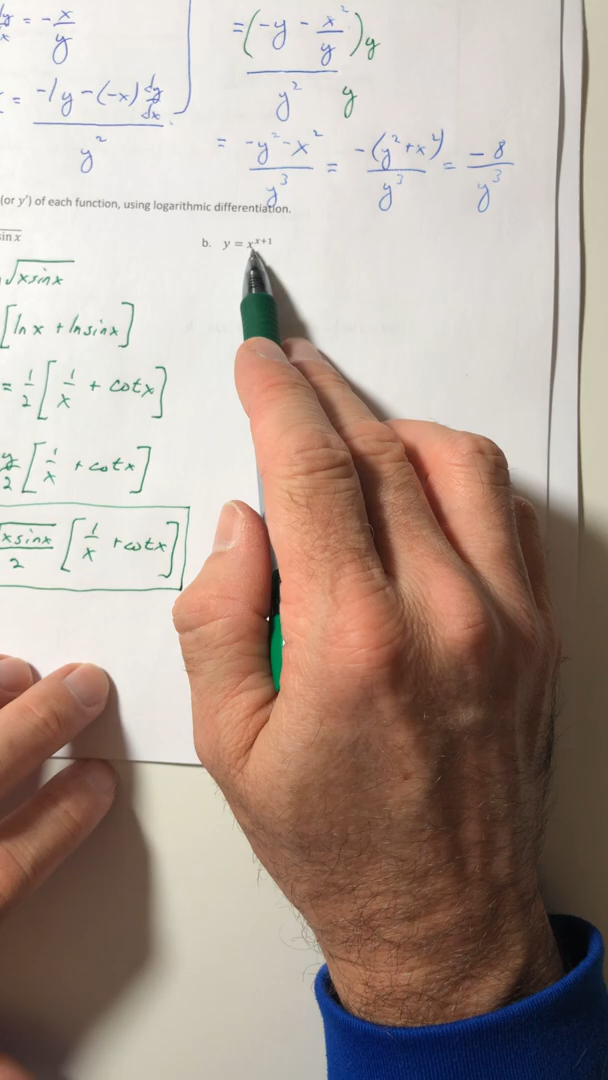 dy/dx = -x/y
= (-1y - (-x) dy/dx) / y²
= (-y - x²/y) y / y² y
= (-y² - x²) / y³ = -(y² + x²) / y³ = -8 / y³
(or y′) of each function, using logarithmic differentiation.
sin x
b. y = x^(x+1)
√(x sin x)
[ln x + ln sin x]
= 1/2 [1/x + cot x]
y/2 [1/x + cot x]
√(x sin x) / 2 [1/x + cot x]